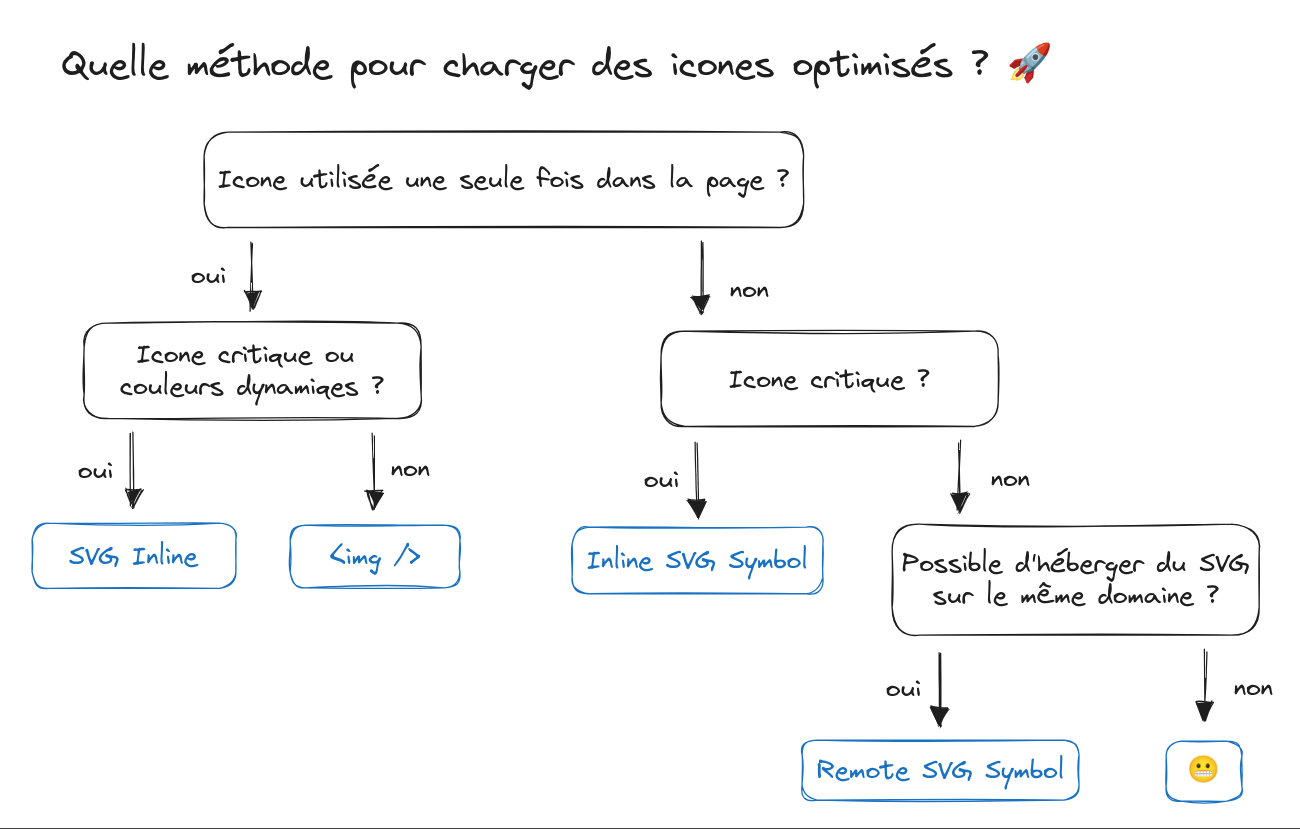 Quelle méthode pour charger des icones optimisés ? 🚀
Icone utilisée une seule fois dans la page ?
oui
non
Icone critique ou
couleurs dynamiqes ?
Icone critique ?
oui
non
oui
non
SVG Inline
<img />
Inline SVG Symbol
Possible d'héberger du SVG
sur le même domaine ?
oui
non
Remote SVG Symbol
😬